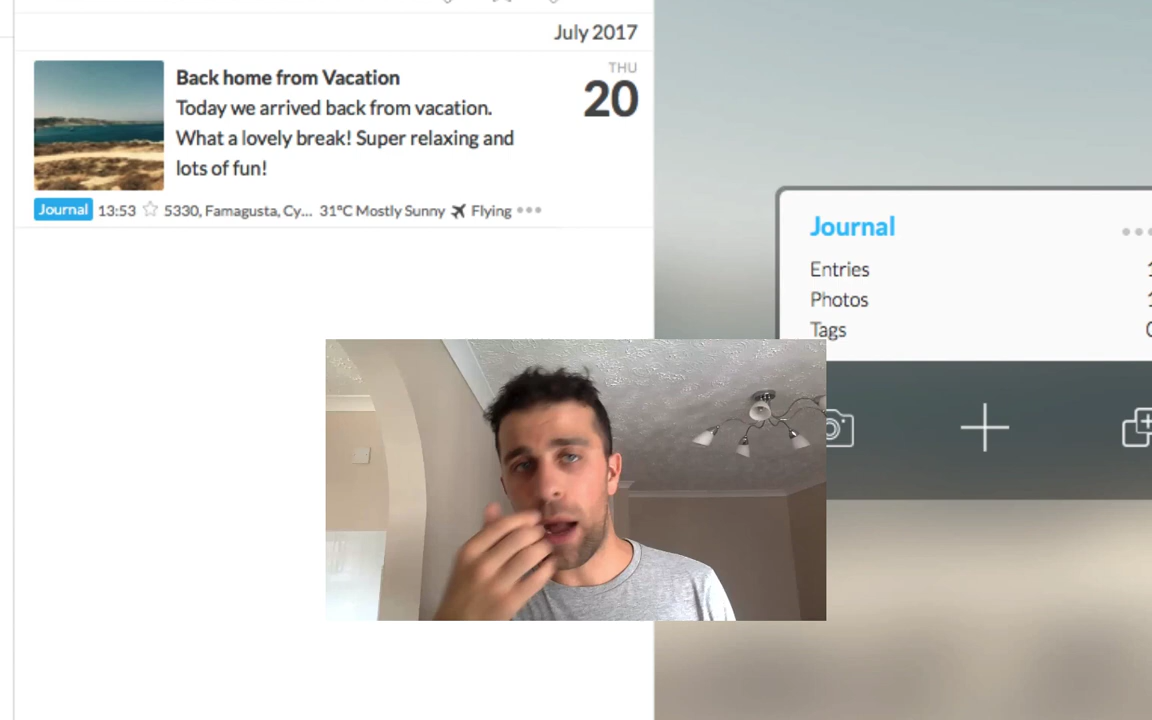 July 2017
THU
20
Back home from Vacation
Today we arrived back from vacation.
What a lovely break! Super relaxing and
lots of fun!
Journal 13:53 5330, Famagusta, Cy... 31°C Mostly Sunny Flying
Journal
Entries
Photos
Tags